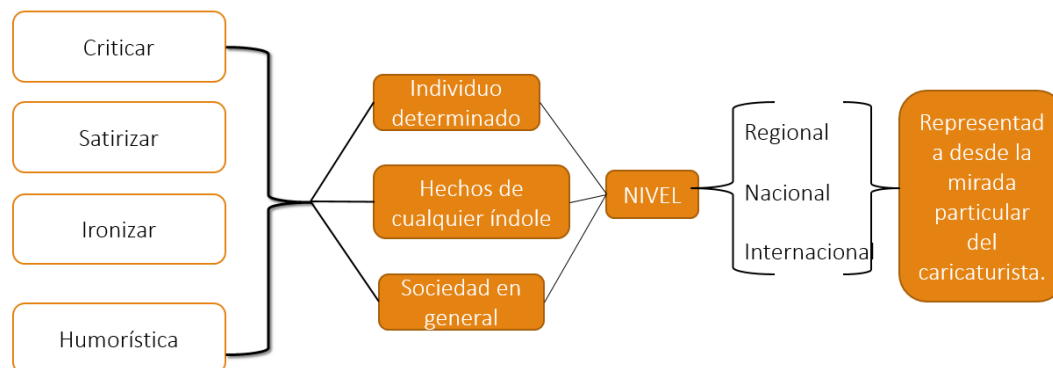 Criticar
Satirizar
Ironizar
Humorística
Individuo
determinado
Hechos de
cualquier índole
Sociedad en
general
NIVEL
Regional
Nacional
Internacional
Representad
a desde la
mirada
particular
del
caricaturista.